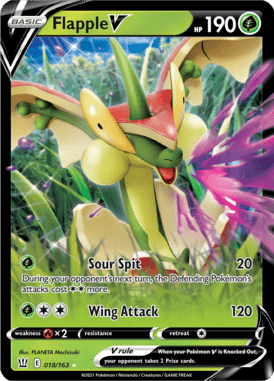 BASIC
Flapple V
HP 190
Sour Spit 20
During your opponent's next turn, the Defending Pokémon's
attacks cost more.
Wing Attack 120
weakness ×2 resistance retreat
V rule
When your Pokémon V is Knocked Out,
your opponent takes 2 Prize cards.
Illus. PLANETA Mochizuki
E 018/163
©2021 Pokémon / Nintendo / Creatures / GAME FREAK